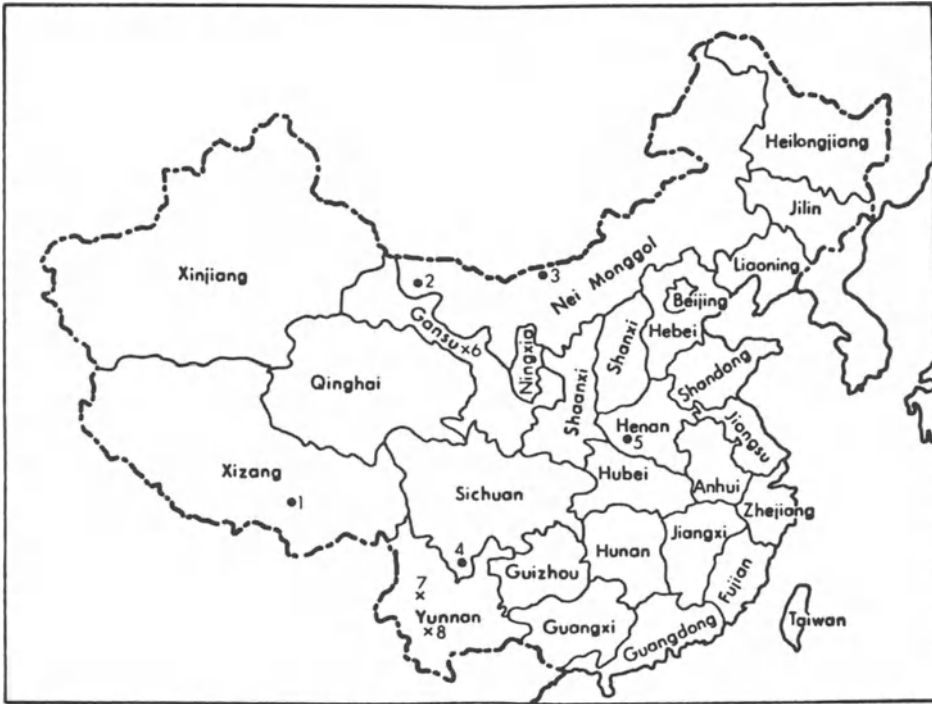 Heilongjiang
Jilin
Liaoning
Nei Monggol
Xinjiang
2
3
Beijing
Gansu ×6
Ningxia
Shanxi
Hebei
Shandong
Qinghai
Shaanxi
Henan
5
Jiangsu
Xizang
1
Sichuan
Hubei
Anhui
Zhejiang
4
Hunan
Jiangxi
Guizhou
Fujian
7
×
Yunnan
×8
Guangxi
Guangdong
Taiwan